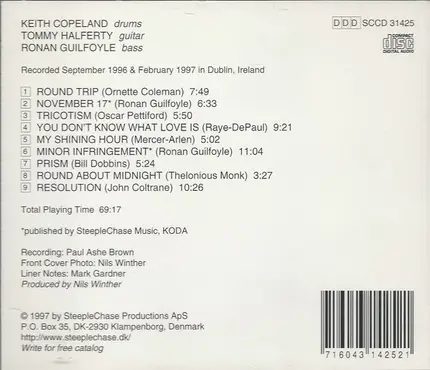 KEITH COPELAND drums
TOMMY HALFERTY guitar
RONAN GUILFOYLE bass
DDD SCCD 31425
COMPACT
disc
DIGITAL AUDIO
Recorded September 1996 & February 1997 in Dublin, Ireland
1 ROUND TRIP (Ornette Coleman) 7:49
2 NOVEMBER 17* (Ronan Guilfoyle) 6:33
3 TRICOTISM (Oscar Pettiford) 5:50
4 YOU DON'T KNOW WHAT LOVE IS (Raye-DePaul) 9:21
5 MY SHINING HOUR (Mercer-Arlen) 5:02
6 MINOR INFRINGEMENT* (Ronan Guilfoyle) 11:04
7 PRISM (Bill Dobbins) 5:24
8 ROUND ABOUT MIDNIGHT (Thelonious Monk) 3:27
9 RESOLUTION (John Coltrane) 10:26
Total Playing Time 69:17
*published by SteepleChase Music, KODA
Recording: Paul Ashe Brown
Front Cover Photo: Nils Winther
Liner Notes: Mark Gardner
Produced by Nils Winther
© 1997 by SteepleChase Productions ApS
P.O. Box 35, DK-2930 Klampenborg, Denmark
http://www.steeplechase.dk/
Write for free catalog
716043 142521